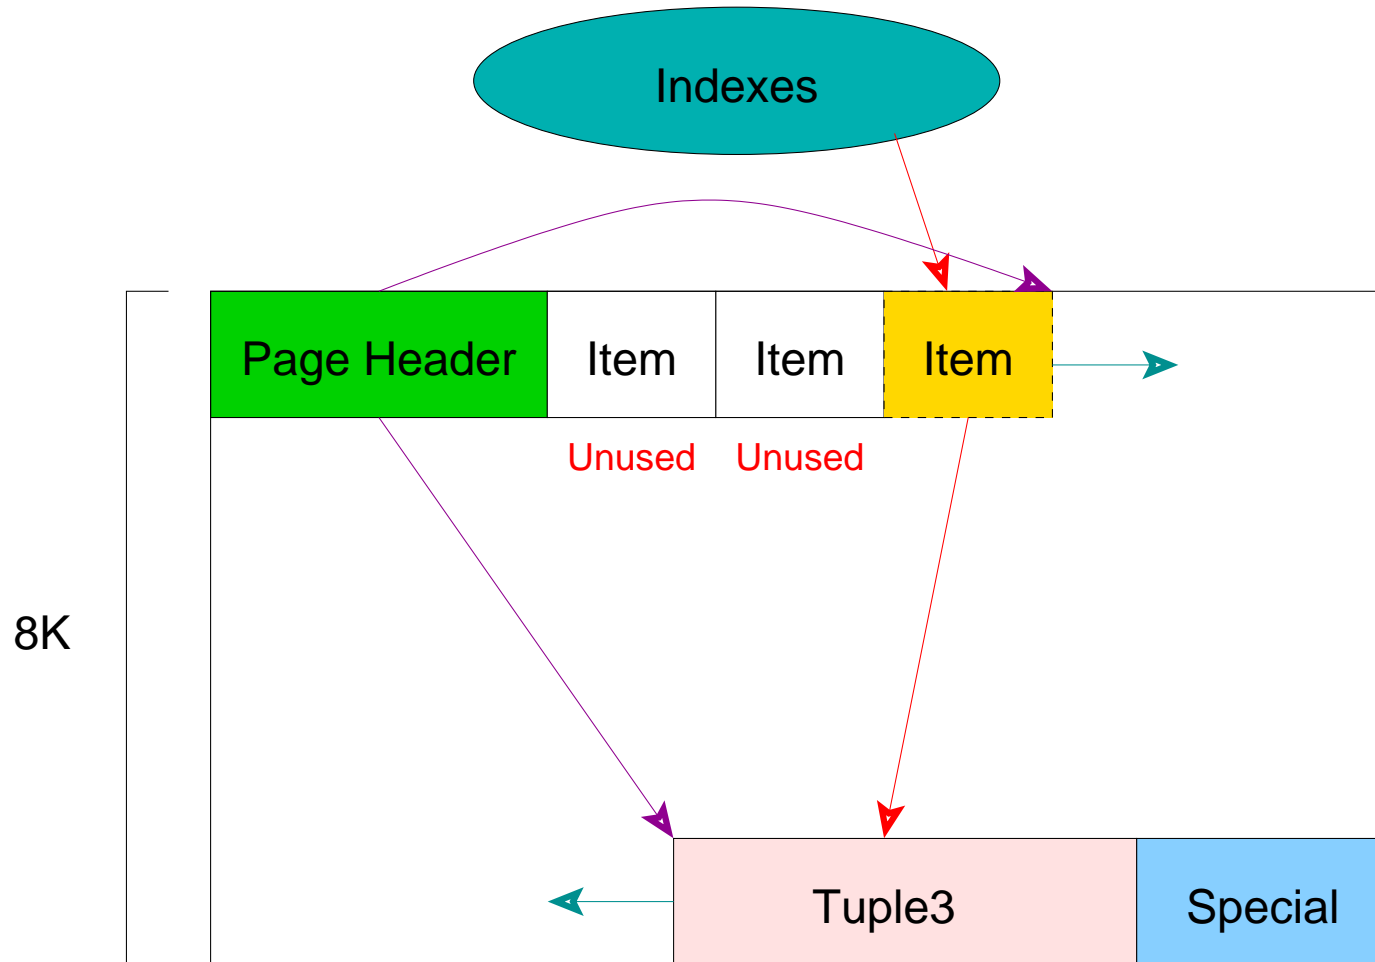 Indexes
Page Header
Item
Item
Item
Unused
Unused
8K
Tuple3
Special